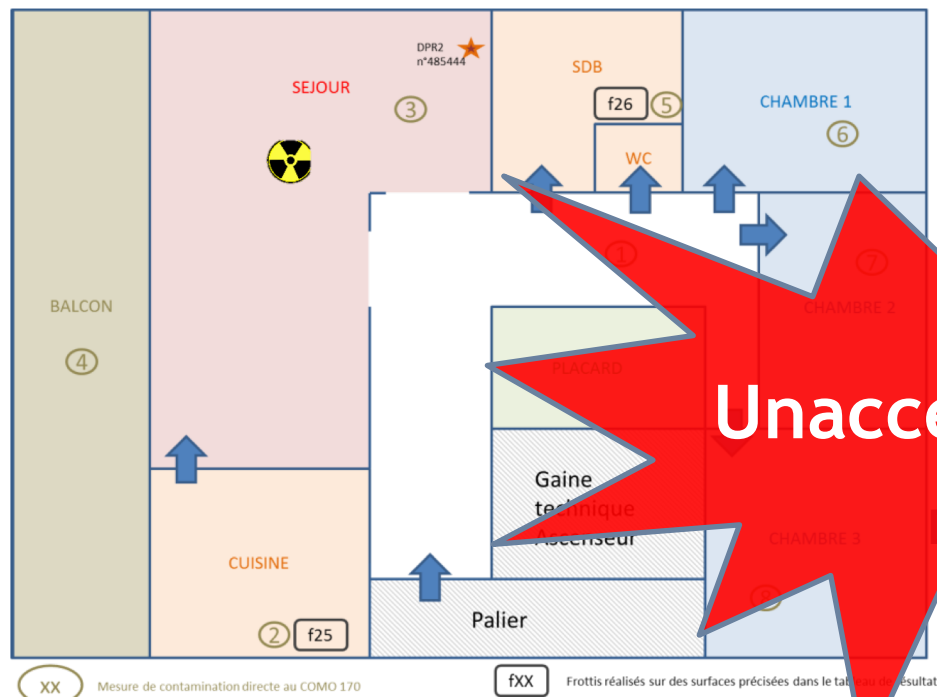 DPR2
n°485444
SEJOUR
3
SDB
f26
5
CHAMBRE 1
6
WC
1
7
CHAMBRE 2
BALCON
4
PLACARD
Gaine
technique
Ascenseur
CHAMBRE 3
8
CUISINE
2
f25
Palier
XX
Mesure de contamination directe au COMO 170
fXX
Frottis réalisés sur des surfaces précisées dans le tableau de résultat